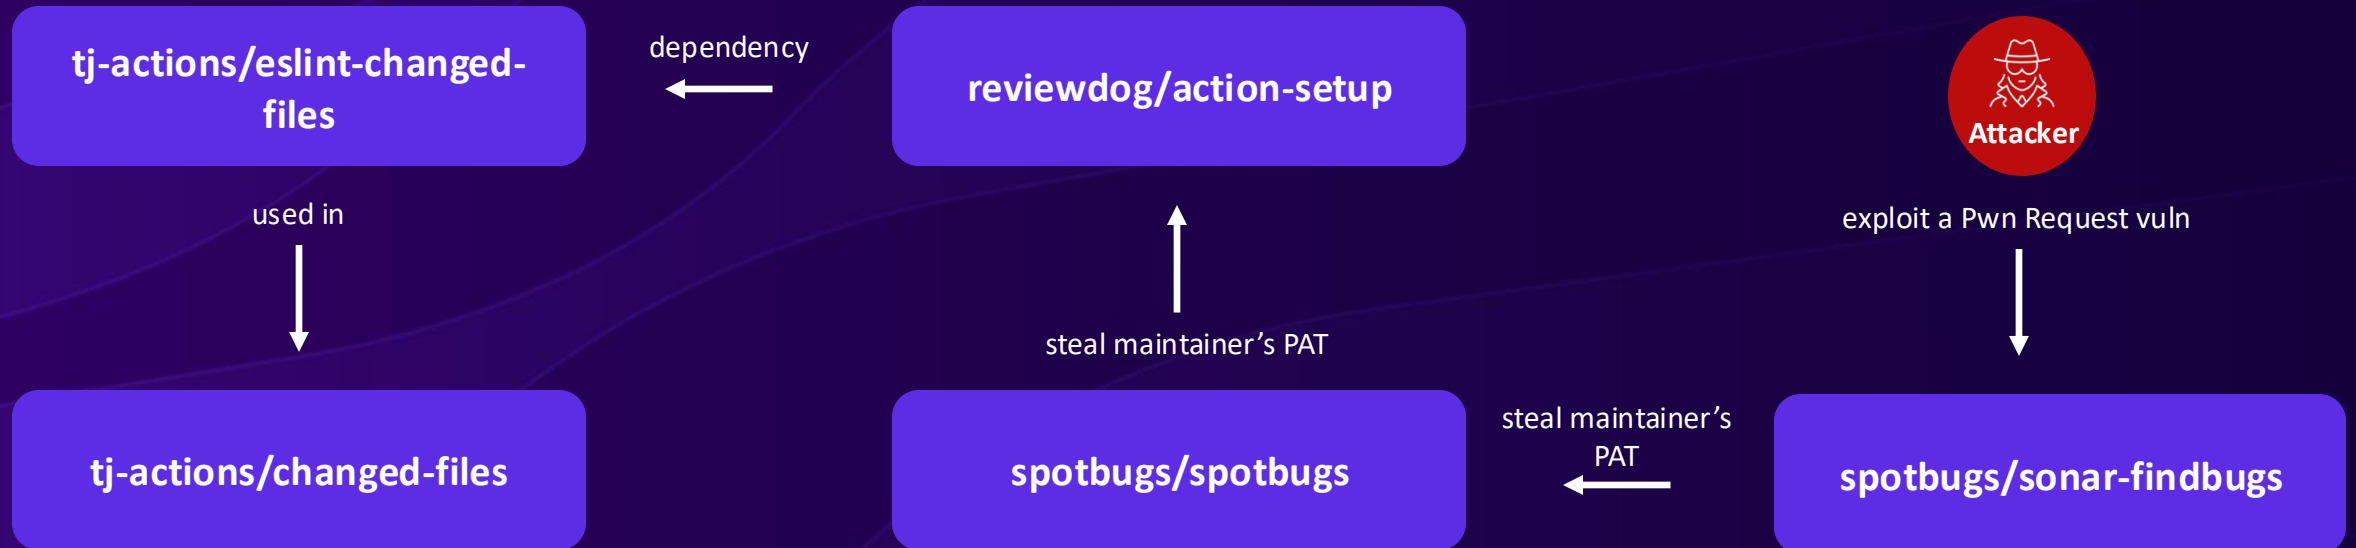 tj-actions/eslint-changed-
files
dependency
reviewdog/action-setup
Attacker
used in
exploit a Pwn Request vuln
steal maintainer’s PAT
tj-actions/changed-files
spotbugs/spotbugs
steal maintainer’s
PAT
spotbugs/sonar-findbugs